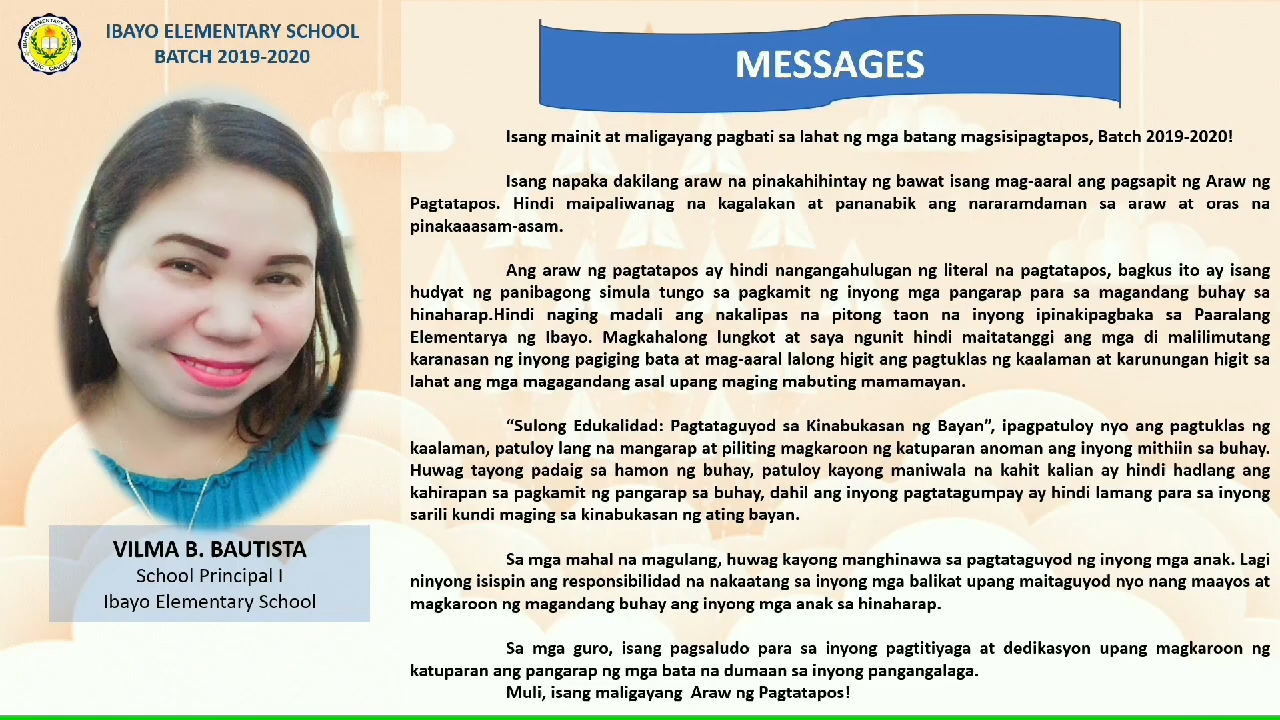 IBAYO ELEMENTARY SCHOOL
BATCH 2019-2020
MESSAGES
Isang mainit at maligayang pagbati sa lahat ng mga batang magsisipagtapos, Batch 2019-2020!
Isang napaka dakilang araw na pinakahihintay ng bawat isang mag-aaral ang pagsapit ng Araw ng
Pagtatapos. Hindi maipaliwanag na kagalakan at pananabik ang nararamdaman sa araw at oras na
pinakaaasam-asam.
Ang araw ng pagtatapos ay hindi nangangahulugan ng literal na pagtatapos, bagkus ito ay isang
hudyat ng panibagong simula tungo sa pagkamit ng inyong mga pangarap para sa magandang buhay sa
hinaharap.Hindi naging madali ang nakalipas na pitong taon na inyong ipinakipagbaka sa Paaralang
Elementarya ng Ibayo. Magkahalong lungkot at saya ngunit hindi maitatanggi ang mga di malilimutang
karanasan ng inyong pagiging bata at mag-aaral lalong higit ang pagtuklas ng kaalaman at karunungan higit sa
lahat ang mga magagandang asal upang maging mabuting mamamayan.
“Sulong Edukalidad: Pagtataguyod sa Kinabukasan ng Bayan”, ipagpatuloy nyo ang pagtuklas ng
kaalaman, patuloy lang na mangarap at piliting magkaroon ng katuparan anoman ang inyong mithiin sa buhay.
Huwag tayong padaig sa hamon ng buhay, patuloy kayong maniwala na kahit kalian ay hindi hadlang ang
kahirapan sa pagkamit ng pangarap sa buhay, dahil ang inyong pagtatagumpay ay hindi lamang para sa inyong
sarili kundi maging sa kinabukasan ng ating bayan.
Sa mga mahal na magulang, huwag kayong manghinawa sa pagtataguyod ng inyong mga anak. Lagi
ninyong isispin ang responsibilidad na nakaatang sa inyong mga balikat upang maitaguyod nyo nang maayos at
magkaroon ng magandang buhay ang inyong mga anak sa hinaharap.
Sa mga guro, isang pagsaludo para sa inyong pagtitiyaga at dedikasyon upang magkaroon ng
katuparan ang pangarap ng mga bata na dumaan sa inyong pangangalaga.
Muli, isang maligayang Araw ng Pagtatapos!
VILMA B. BAUTISTA
School Principal I
Ibayo Elementary School